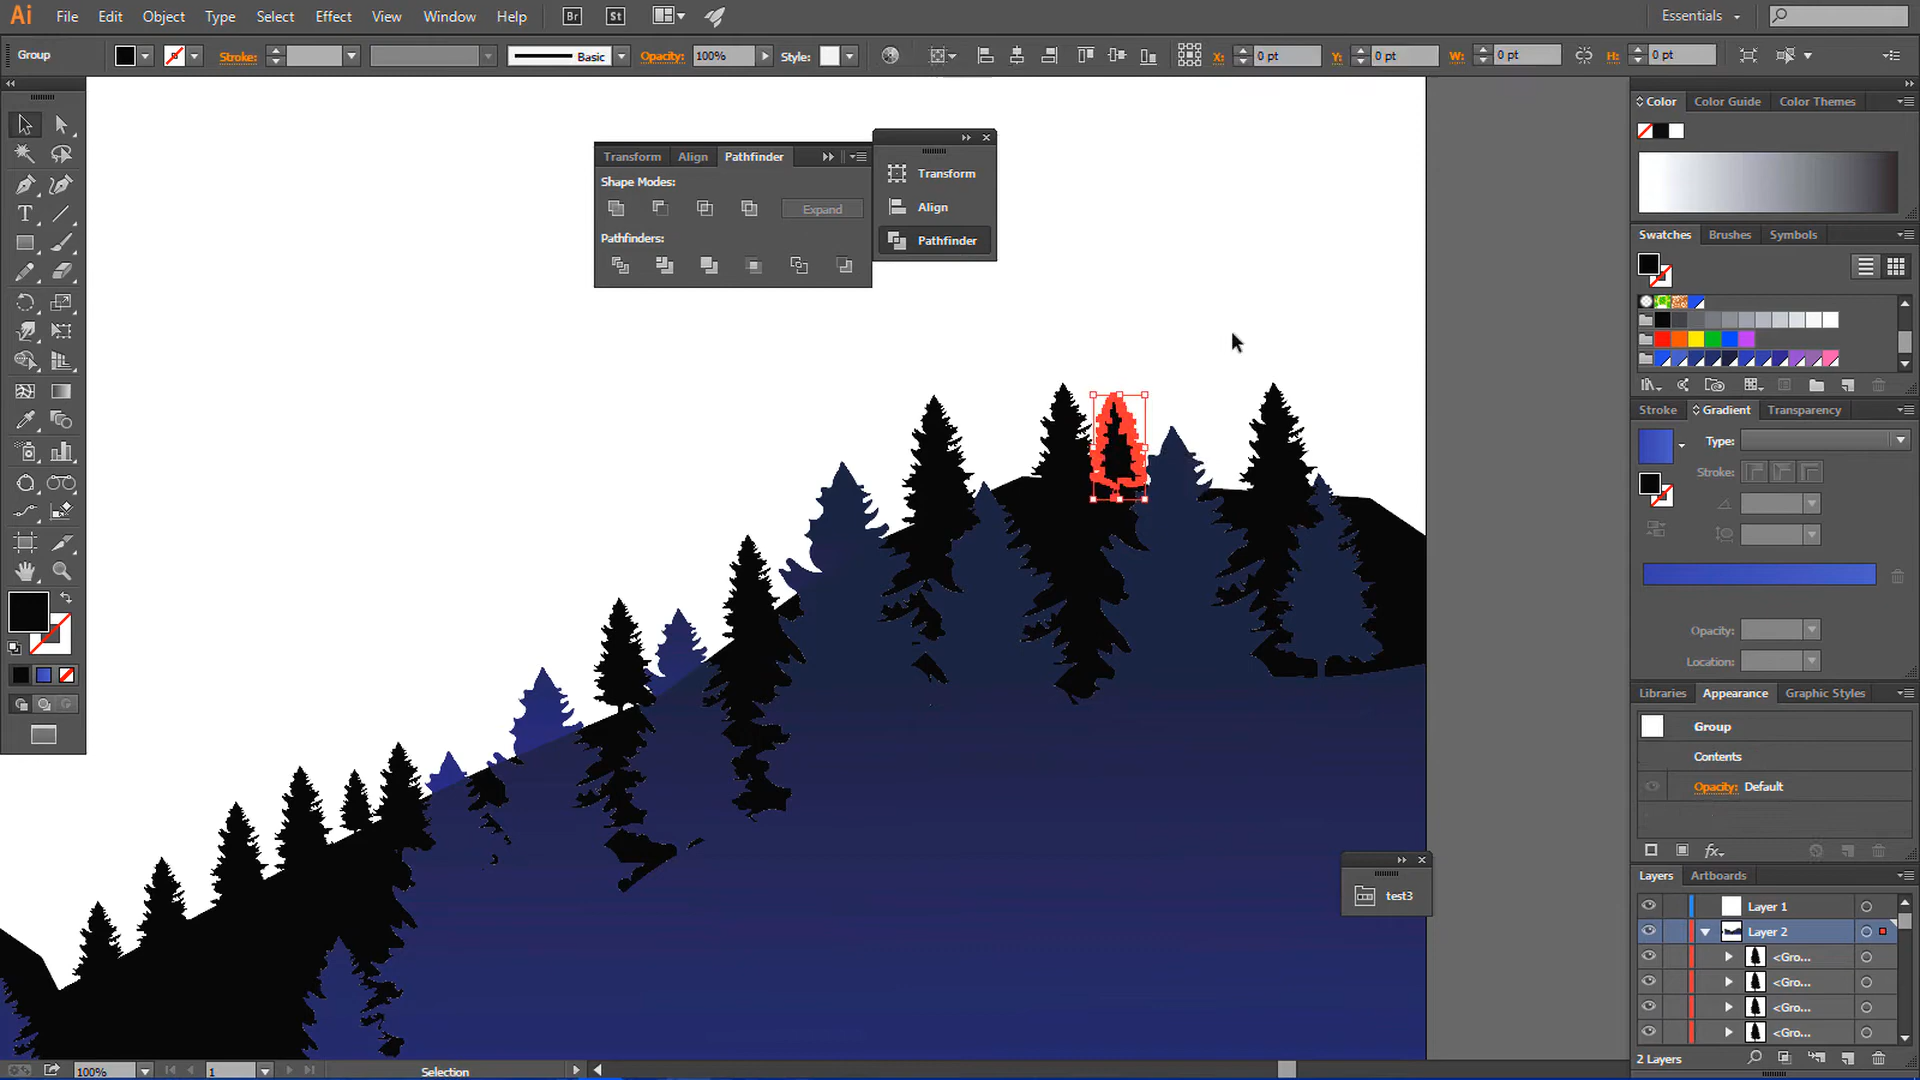 Ai File Edit Object Type Select Effect View Window Help Br St Essentials
Group Stroke: Basic Opacity: 100% Style: X: 0 pt Y: 0 pt W: 0 pt H: 0 pt
Color Color Guide Color Themes
Transform Align Pathfinder
Shape Modes:
Expand
Pathfinders:
Transform
Align
Pathfinder
Swatches Brushes Symbols
Stroke Gradient Transparency
Type:
Stroke:
Opacity:
Location:
Libraries Appearance Graphic Styles
Group
Contents
Opacity: Default
fx
Layers Artboards
test3
Layer 1
Layer 2
<Gro...
<Gro...
<Gro...
<Gro...
2 Layers
100% 1 Selection